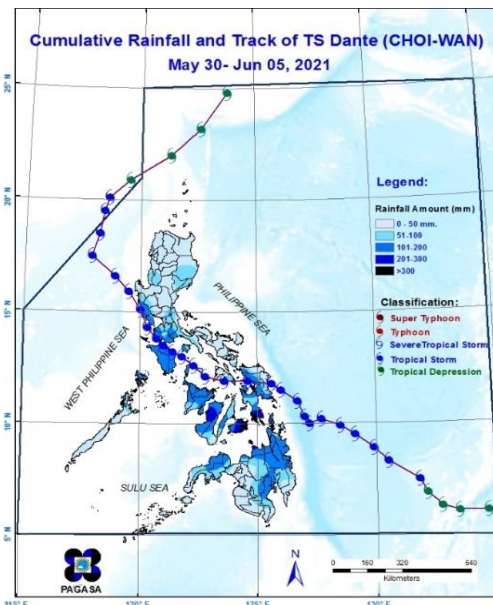 Cumulative Rainfall and Track of TS Dante (CHOI-WAN)
May 30- Jun 05, 2021
25° N
20° N
15° N
10° N
5° N
Legend:
Rainfall Amount (mm)
0 - 50 mm.
51-100
101-200
201-300
>300
Classification:
Super Typhoon
Typhoon
SevereTropical Storm
Tropical Storm
Tropical Depression
PHILIPPINE SEA
WEST PHILIPPINE SEA
SULU SEA
PAGASA
N
0 160 320 640
Kilometers
115° E 120° E 125° E 130° E